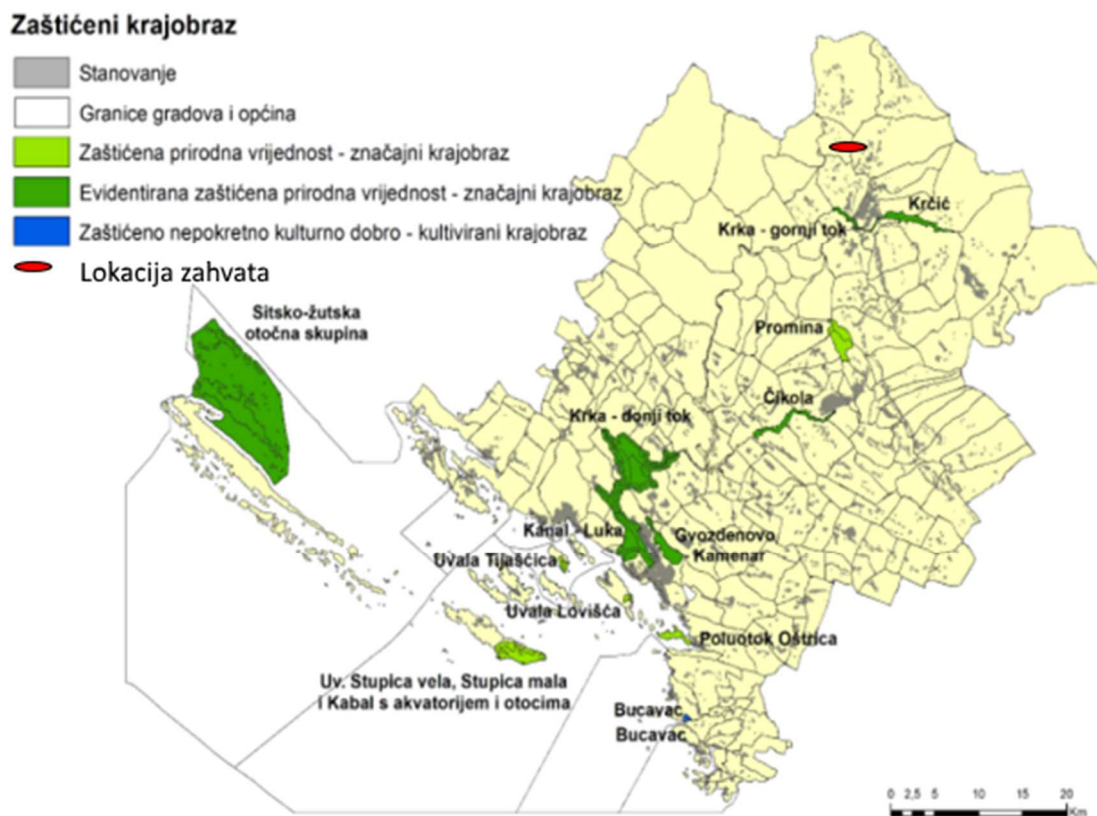 Zaštićeni krajobraz
Stanovanje
Granice gradova i općina
Zaštićena prirodna vrijednost - značajni krajobraz
Evidentirana zaštićena prirodna vrijednost - značajni krajobraz
Zaštićeno nepokretno kulturno dobro - kultivirani krajobraz
Lokacija zahvata
Krčić
Krka - gornji tok
Sitsko-žutska
otočna skupina
Promina
Čikola
Krka - donji tok
Kanal - Luka
Gvozdenovo
- Kamenar
Uvala Tijašćica
Uvala Lovišća
Poluotok Oštrica
Uv. Stupica vela, Stupica mala
i Kabal s akvatorijem i otocima
Bucavac
Bucavac
0 2,5 5 10 15 20
Km